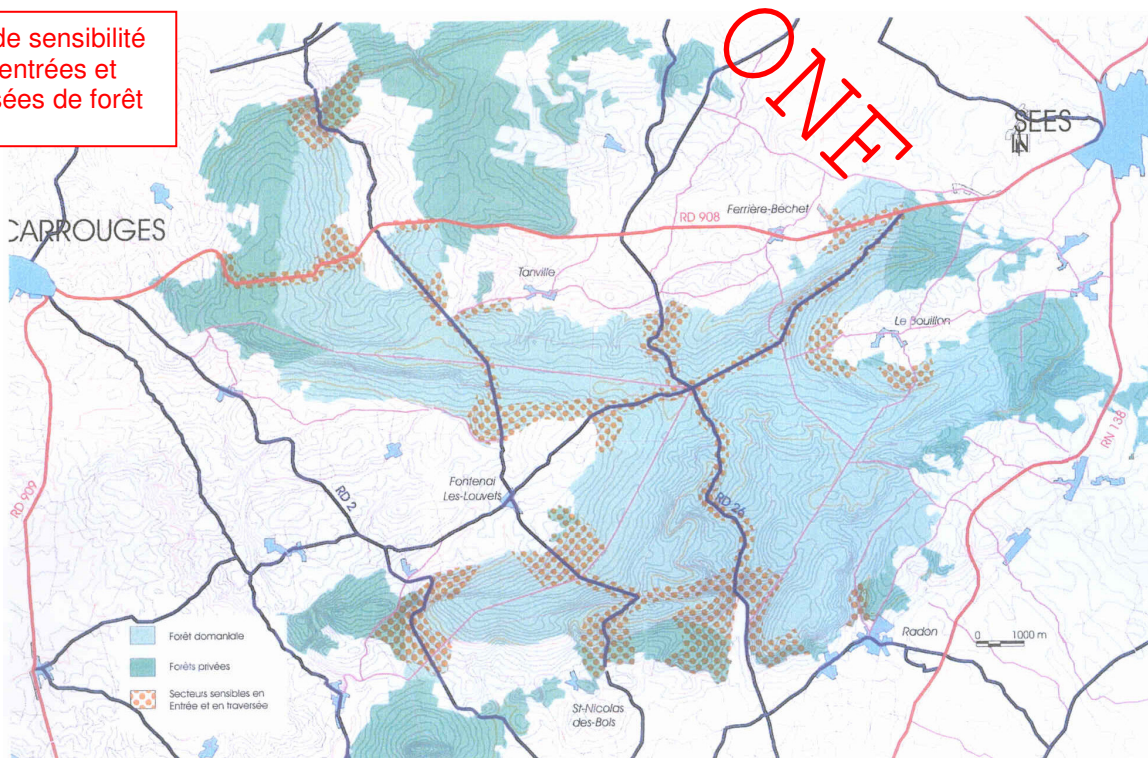 de sensibilité
entrées et
sées de forêt
ONF
SEES
CARROUGES
RD 908
Ferrière-Bechet
Tanville
Le Bouillon
RN 138
RD 909
RD 2
Fontenai
Les-Louvets
RD 26
Forêt domaniale
Forêts privées
Secteurs sensibles en
Entrée et en traversée
St-Nicolas
des-Bois
Radon
0 1000 m